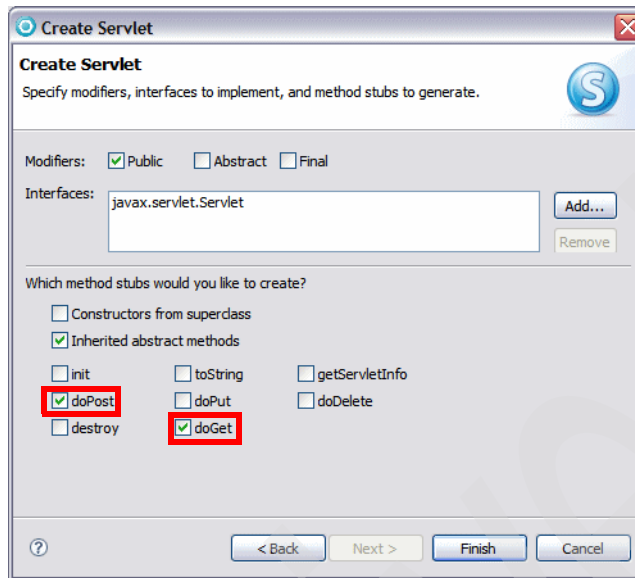 Create Servlet
Create Servlet
Specify modifiers, interfaces to implement, and method stubs to generate.
S
Modifiers: Public Abstract Final
Interfaces: javax.servlet.Servlet Add...
Remove
Which method stubs would you like to create?
Constructors from superclass
Inherited abstract methods
init toString getServletInfo
doPost doPut doDelete
destroy doGet
? < Back Next > Finish Cancel